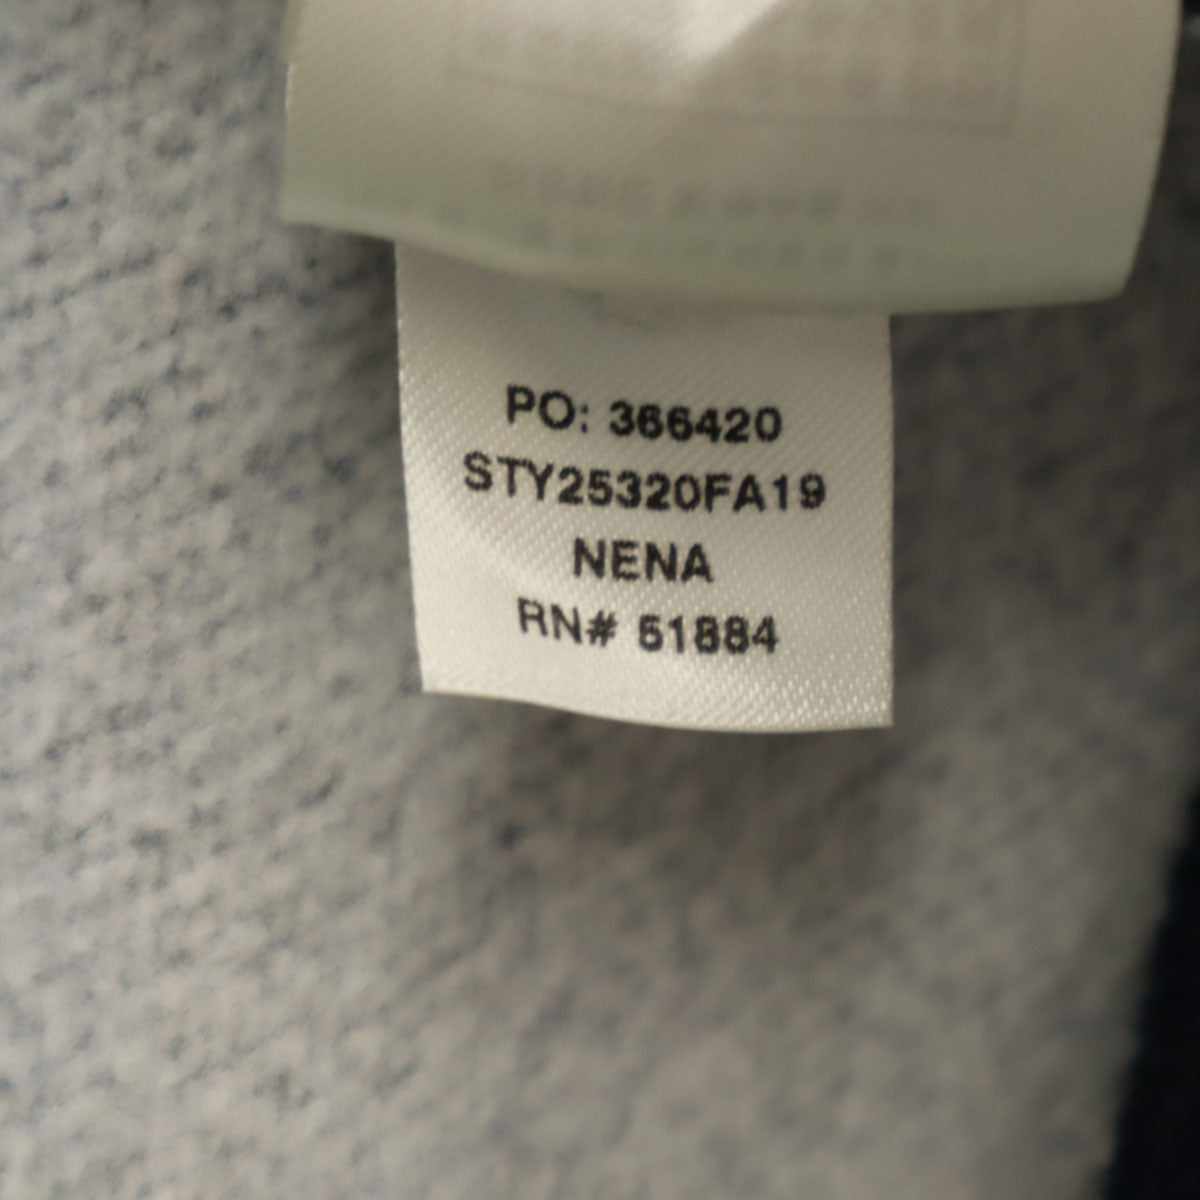 PO: 366420
STY25320FA19
NENA
RN# 51884